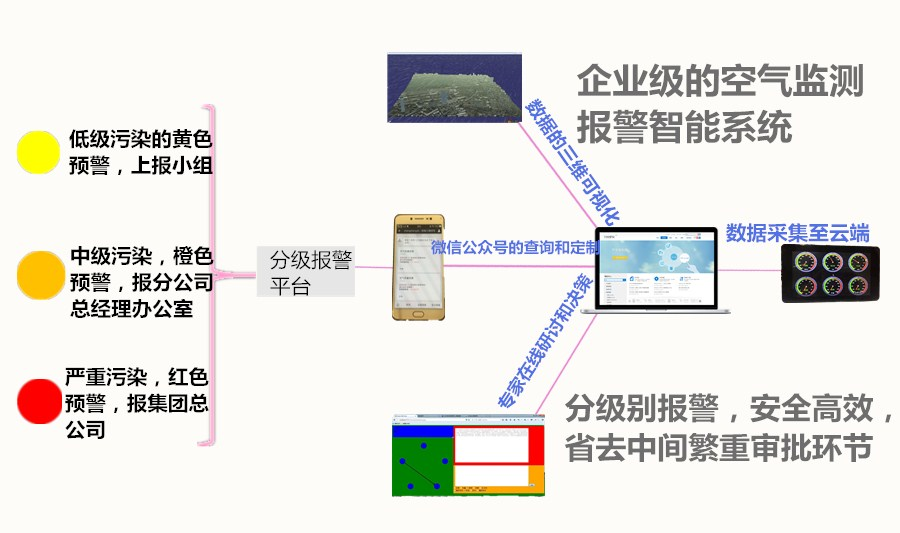 企业级的空气监测
报警智能系统
数据的三维可视化
低级污染的黄色
预警，上报小组
微信公众号的查询和定制
数据采集至云端
中级污染，橙色
预警，报分公司
总经理办公室
分级报警
平台
专家在线研讨和决策
严重污染，红色
预警，报集团总
公司
分级别报警，安全高效，
省去中间繁重审批环节